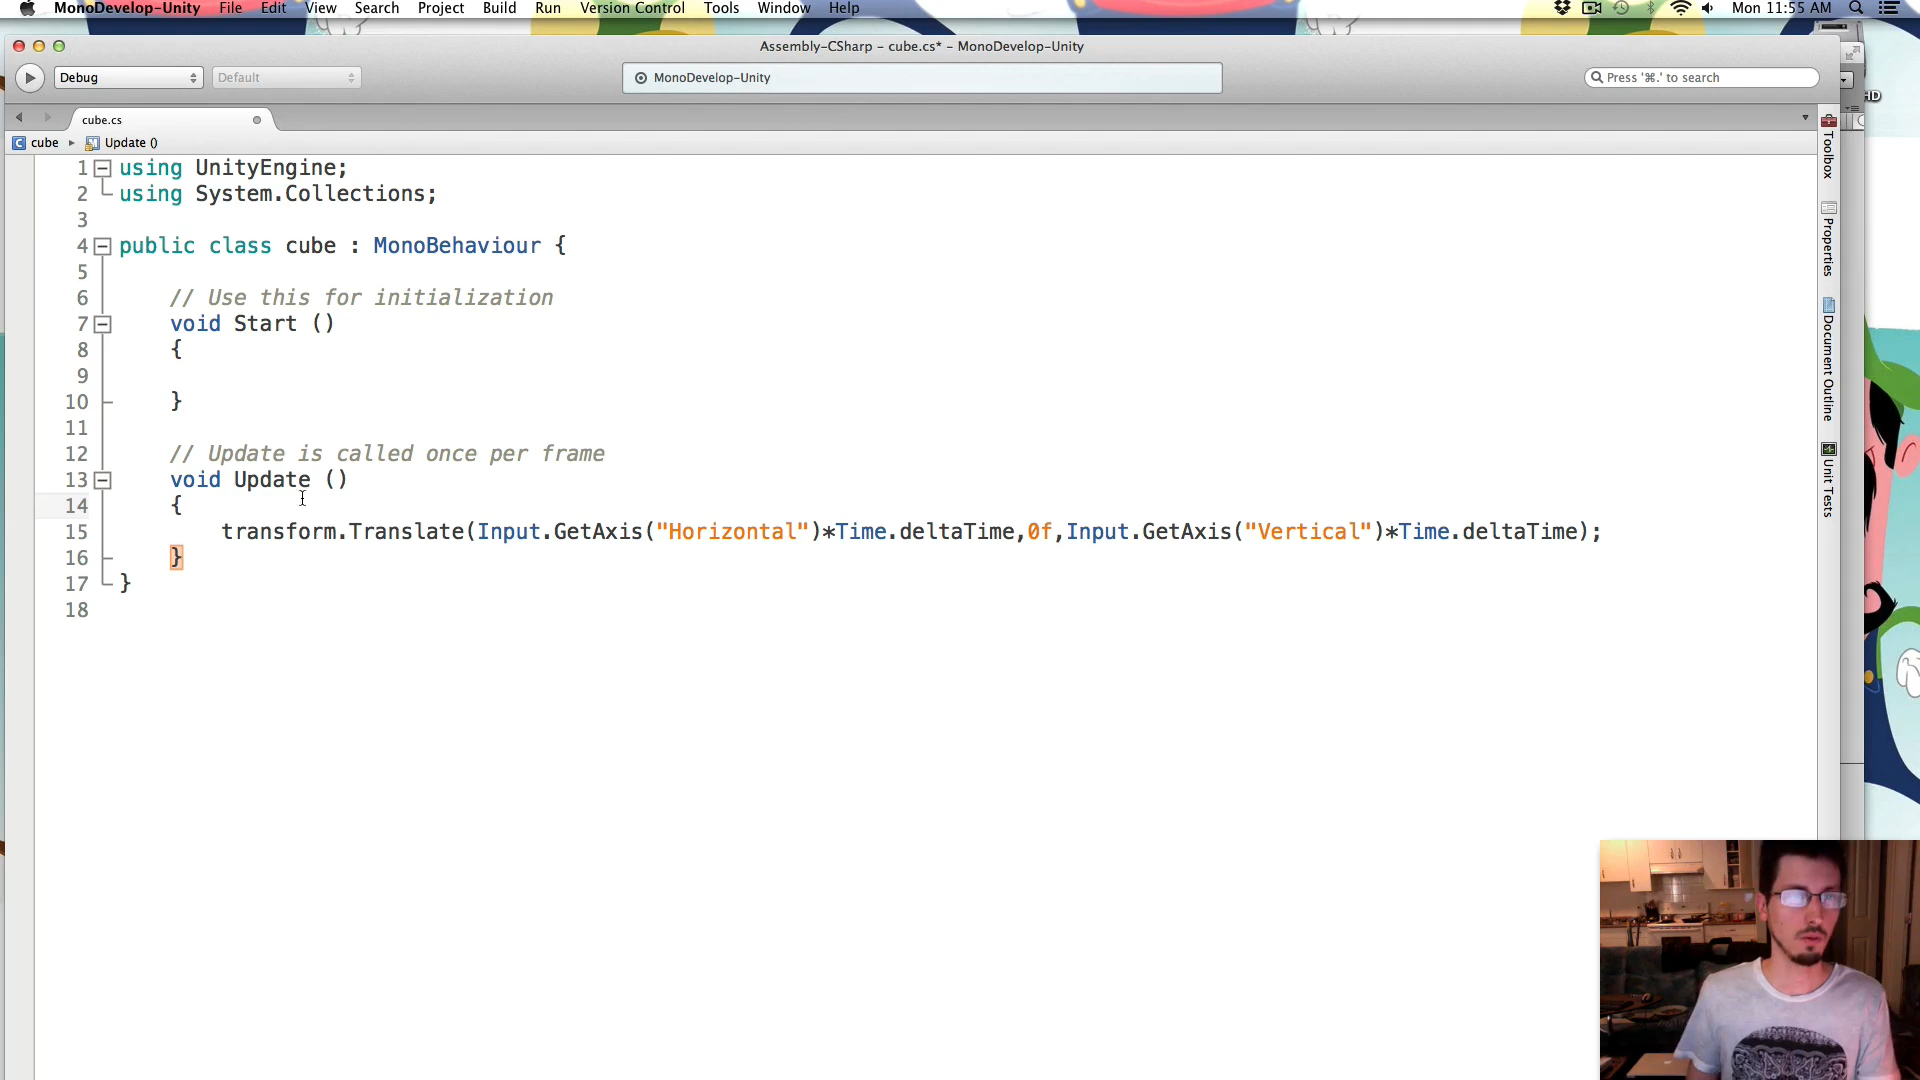 MonoDevelop-Unity File Edit View Search Project Build Run Version Control Tools Window Help Mon 11:55 AM
Assembly-CSharp – cube.cs* – MonoDevelop-Unity
Debug Default MonoDevelop-Unity Press '⌘.' to search
HD
cube.cs
cube ▸ Update ()
1 using UnityEngine;
2 using System.Collections;
3
4 public class cube : MonoBehaviour {
5
6 // Use this for initialization
7 void Start ()
8 {
9
10 }
11
12 // Update is called once per frame
13 void Update ()
14 {
15 transform.Translate(Input.GetAxis("Horizontal")*Time.deltaTime,0f,Input.GetAxis("Vertical")*Time.deltaTime);
16 }
17 }
18
Toolbox
Properties
Document Outline
Unit Tests